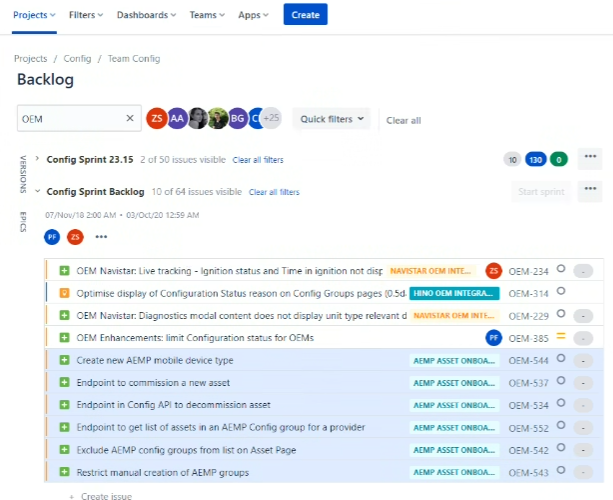 Projects Filters Dashboards Teams Apps Create
Projects / Config / Team Config
Backlog
OEM ZS AA BG +25 Quick filters Clear all
VERSIONS
EPICS
Config Sprint 23.15 2 of 50 issues visible Clear all filters 10 130 0
Config Sprint Backlog 10 of 64 issues visible Clear all filters Start sprint
07/Nov/18 2:00 AM • 03/Oct/20 12:59 AM
PF ZS
OEM Navistar: Live tracking - Ignition status and Time in ignition not disp NAVISTAR OEM INTE... ZS OEM-234
Optimise display of Configuration Status reason on Config Groups pages (0.5d HINO OEM INTEGRA... OEM-314
OEM Navistar: Diagnostics modal content does not display unit type relevant d NAVISTAR OEM INTE... OEM-229 -
OEM Enhancements: limit Configuration status for OEMs PF OEM-385 -
Create new AEMP mobile device type AEMP ASSET ONBOA... OEM-544 -
Endpoint to commission a new asset AEMP ASSET ONBOA... OEM-537 -
Endpoint in Config API to decommission asset AEMP ASSET ONBOA... OEM-534 -
Endpoint to get list of assets in an AEMP Config group for a provider AEMP ASSET ONBOA... OEM-552 -
Exclude AEMP config groups from list on Asset Page AEMP ASSET ONBOA... OEM-542 -
Restrict manual creation of AEMP groups AEMP ASSET ONBOA... OEM-543 -
+ Create issue